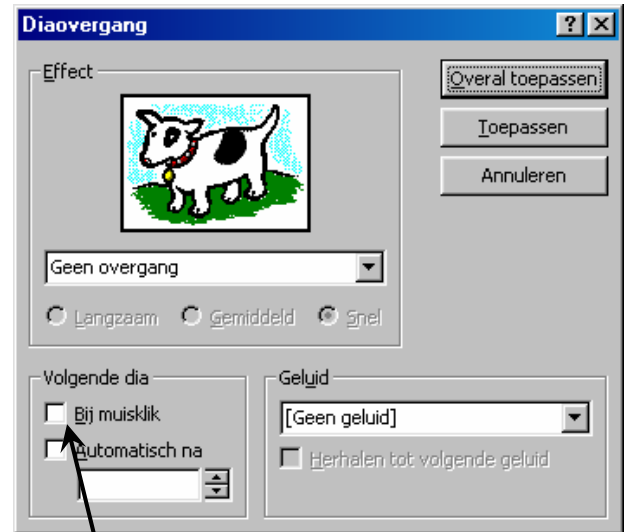 Diaovergang
Effect
Geen overgang
Langzaam Gemiddeld Snel
Overal toepassen
Toepassen
Annuleren
Volgende dia
Bij muisklik
Automatisch na
Geluid
[Geen geluid]
Herhalen tot volgende geluid